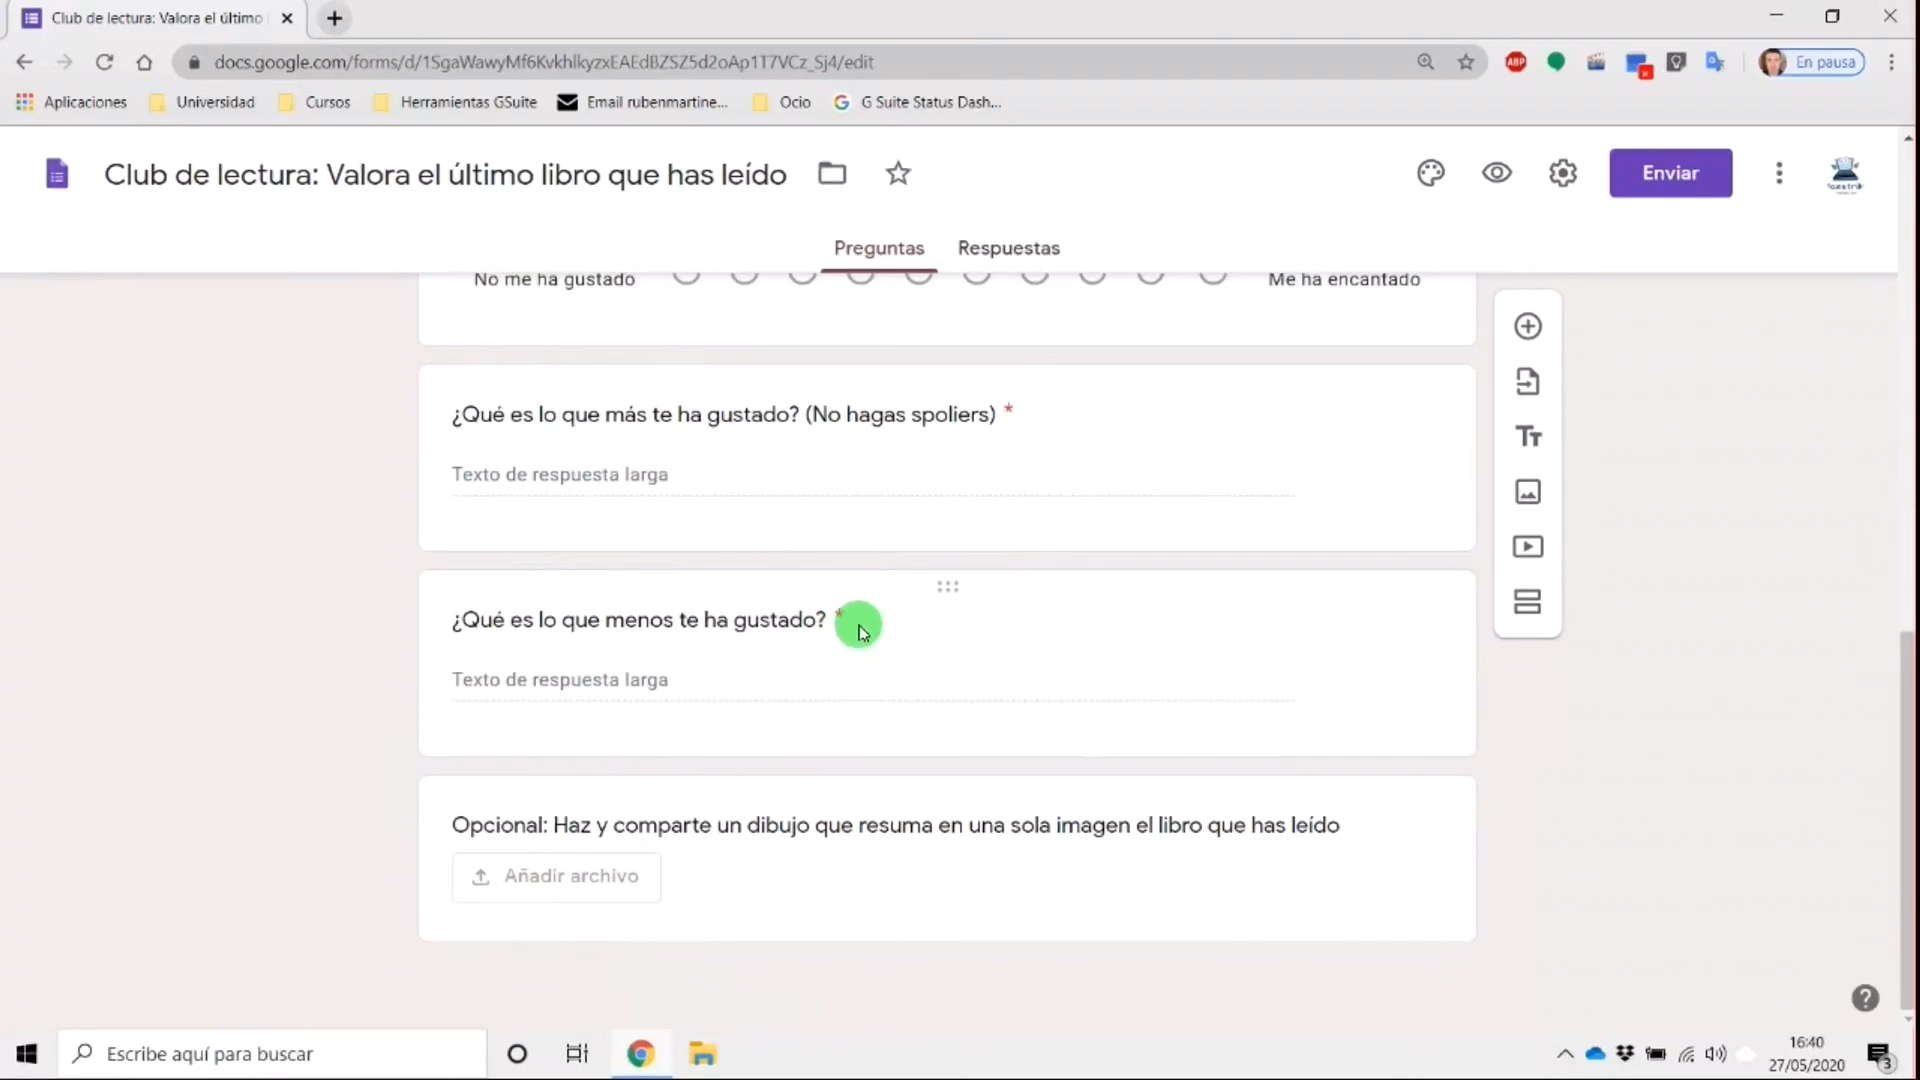 Club de lectura: Valora el último
docs.google.com/forms/d/1SgaWawyMf6KvkhlkyzxEAEdBZSZ5d2oAp1T7VCz_Sj4/edit
ABP
En pausa
Aplicaciones
Universidad
Cursos
Herramientas GSuite
Email rubenmartine...
Ocio
G Suite Status Dash...
Club de lectura: Valora el último libro que has leído
Enviar
Preguntas
Respuestas
No me ha gustado
Me ha encantado
¿Qué es lo que más te ha gustado? (No hagas spoliers) *
Texto de respuesta larga
Tт
¿Qué es lo que menos te ha gustado? *
Texto de respuesta larga
Opcional: Haz y comparte un dibujo que resuma en una sola imagen el libro que has leído
Añadir archivo
Escribe aquí para buscar
16:40
27/05/2020
3